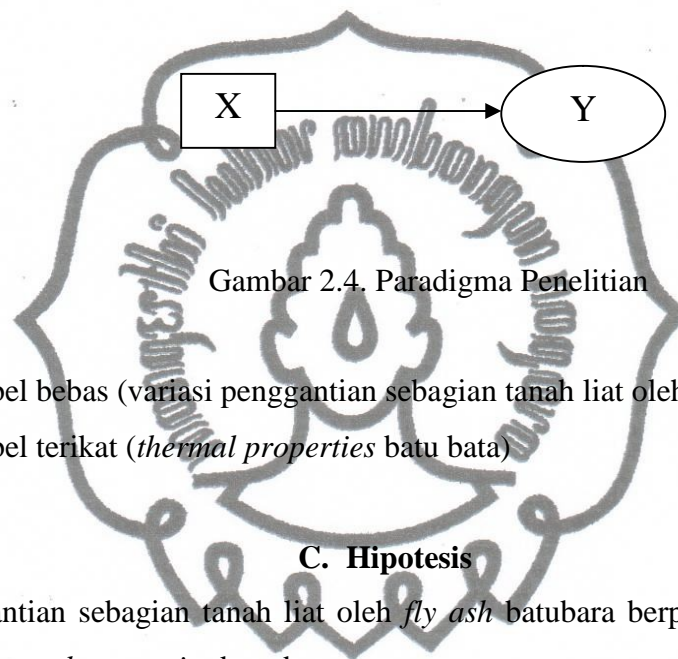 X
Y
Gambar 2.4. Paradigma Penelitian
bel bebas (variasi penggantian sebagian tanah liat oleh
bel terikat (thermal properties batu bata)
C. Hipotesis
antian sebagian tanah liat oleh fly ash batubara berp